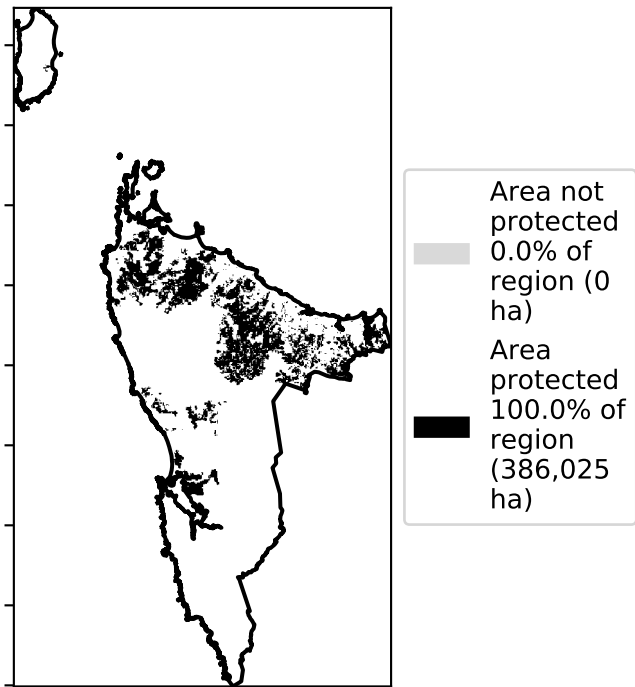 Area not
protected
0.0% of
region (0
ha)
Area
protected
100.0% of
region
(386,025
ha)